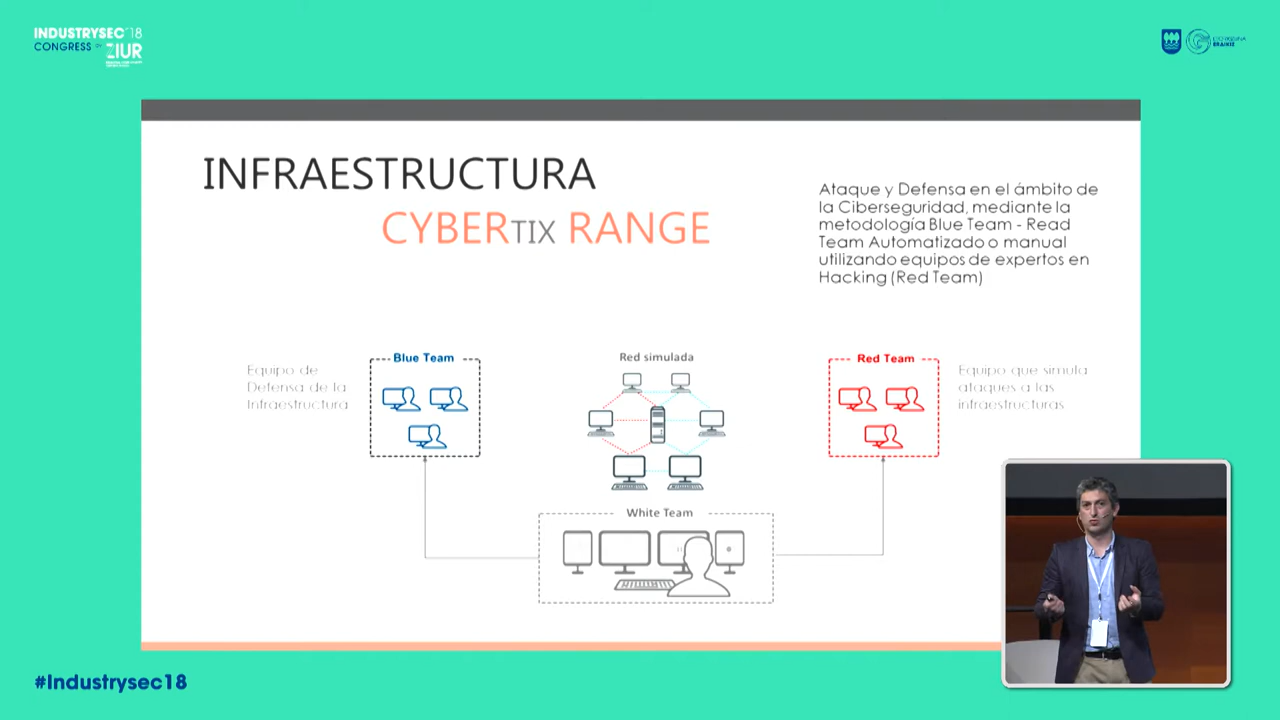 INDUSTRYSEC'18
CONGRESS BY ZIUR
INFRAESTRUCTURA
CYBERTIX RANGE
Ataque y Defensa en el ámbito de
la Ciberseguridad, mediante la
metodología Blue Team - Read
Team Automatizado o manual
utilizando equipos de expertos en
Hacking (Red Team)
Equipo de
Defensa de la
Infraestructura
Blue Team
Red simulada
Red Team
Equipo que simula
ataques a las
infraestructuras
White Team
#Industrysec18